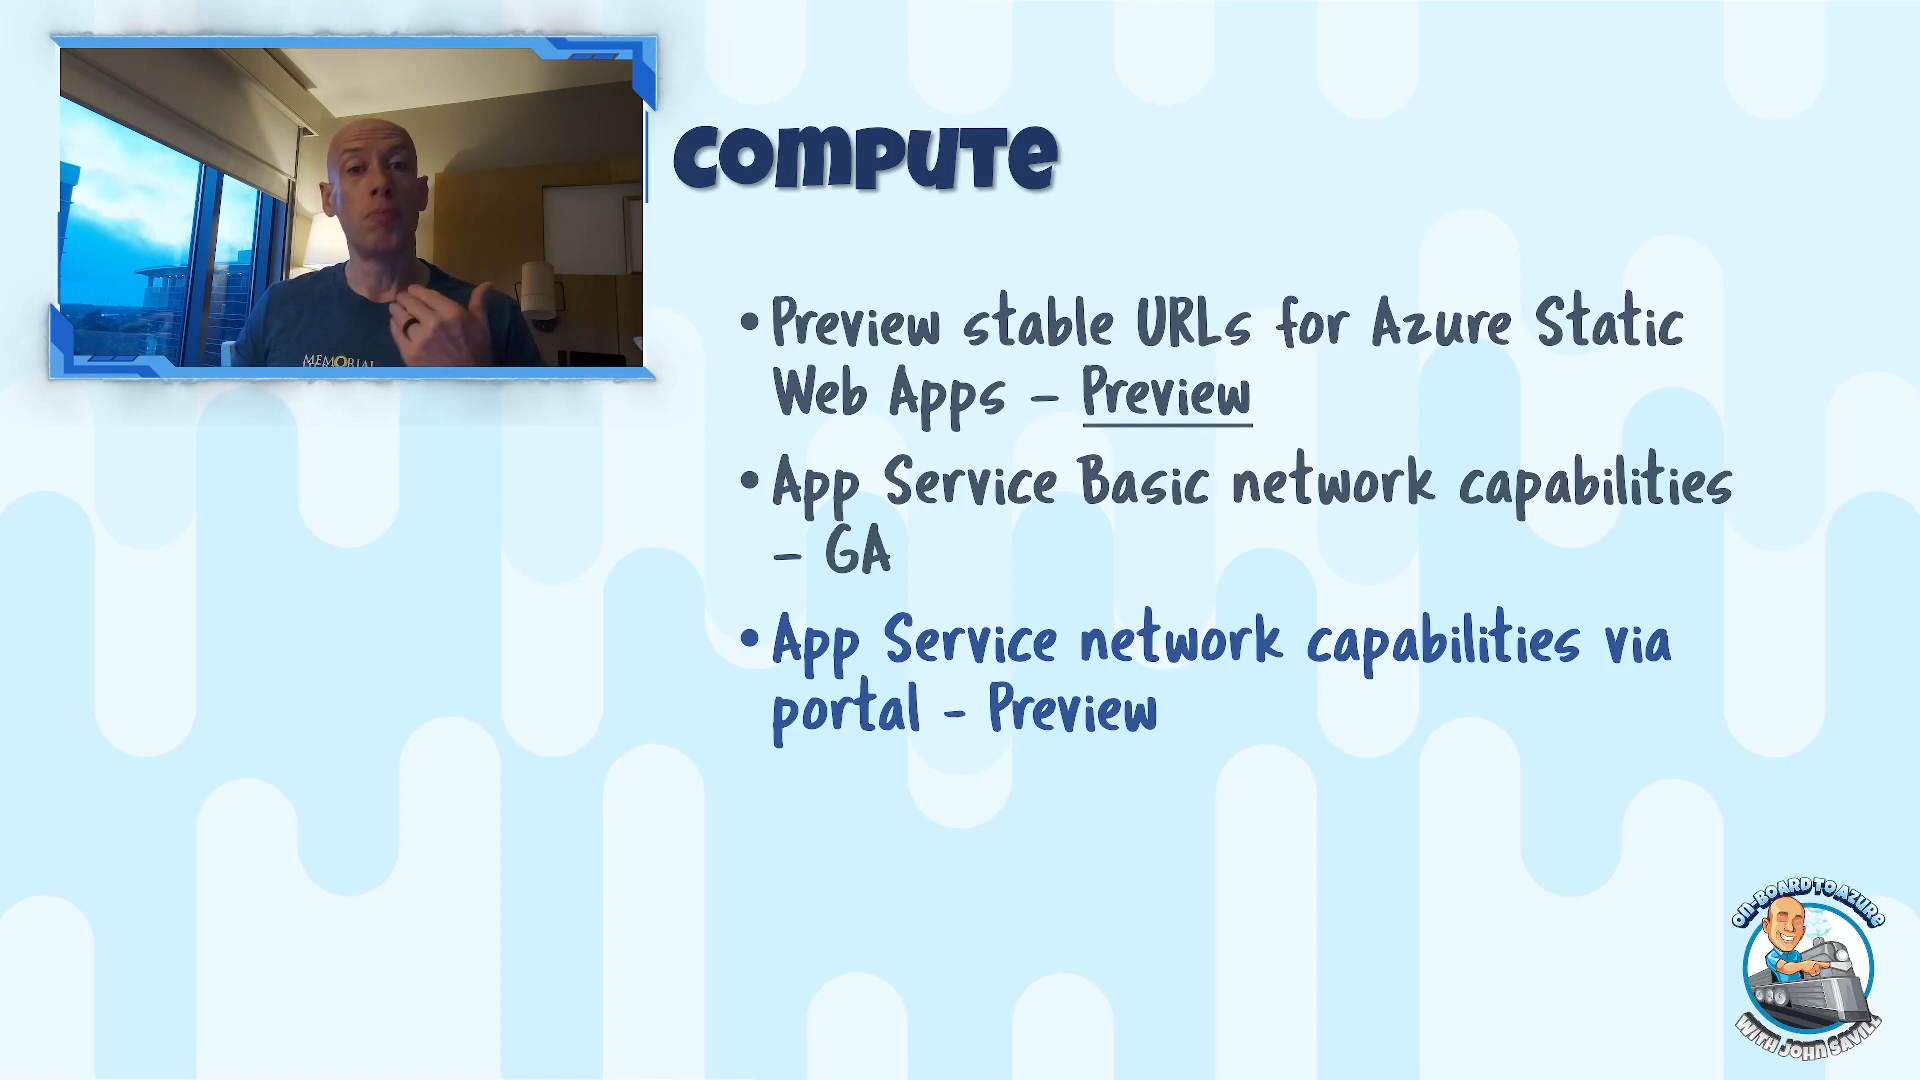 COMPUTE
MEMORIAL
• Preview stable URLs for Azure Static
Web Apps – Preview
• App Service Basic network capabilities
– GA
• App Service network capabilities via
portal - Preview
ON-BOARD TO AZURE
WITH JOHN SAVILL